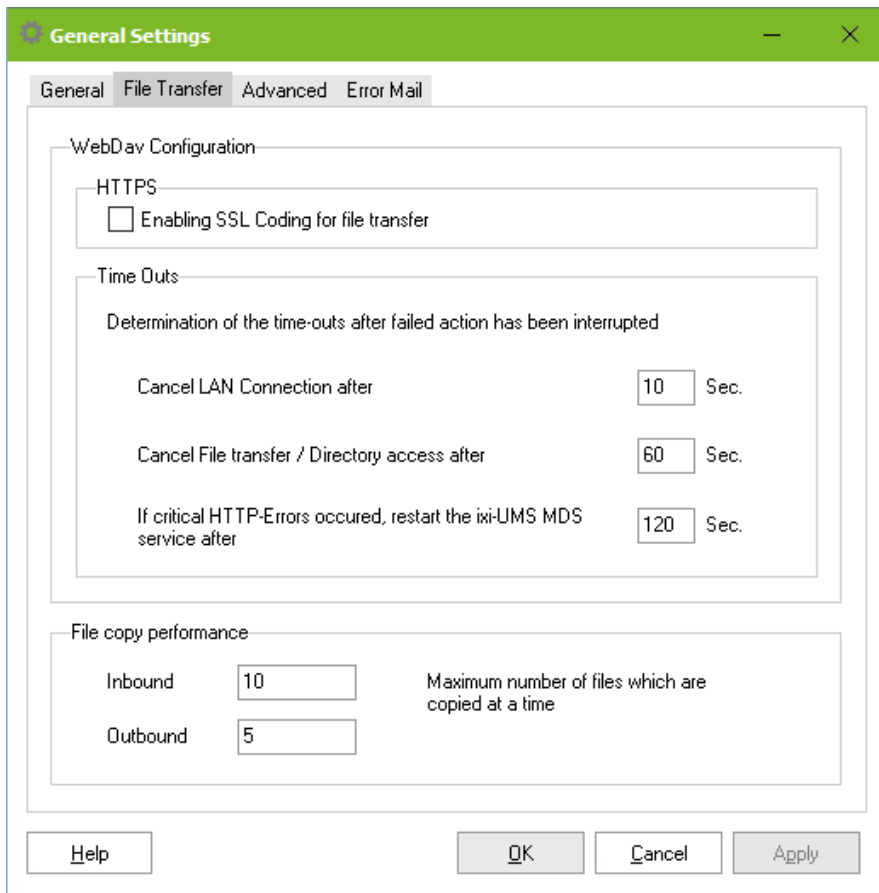 General Settings
General File Transfer Advanced Error Mail
WebDav Configuration
HTTPS
Enabling SSL Coding for file transfer
Time Outs
Determination of the time-outs after failed action has been interrupted
Cancel LAN Connection after 10 Sec.
Cancel File transfer / Directory access after 60 Sec.
If critical HTTP-Errors occured, restart the ixi-UMS MDS
service after 120 Sec.
File copy performance
Inbound 10 Maximum number of files which are
copied at a time
Outbound 5
Help OK Cancel Apply